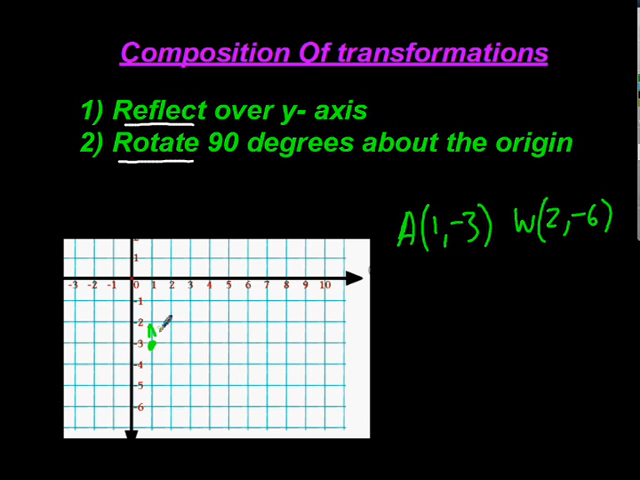 Composition Of transformations
1) Reflect over y- axis
2) Rotate 90 degrees about the origin
A(1,-3) W(2,-6)
2
1
-3 -2 -1 0 1 2 3 4 5 6 7 8 9 10
-1
-2
-3
-4
-5
-6